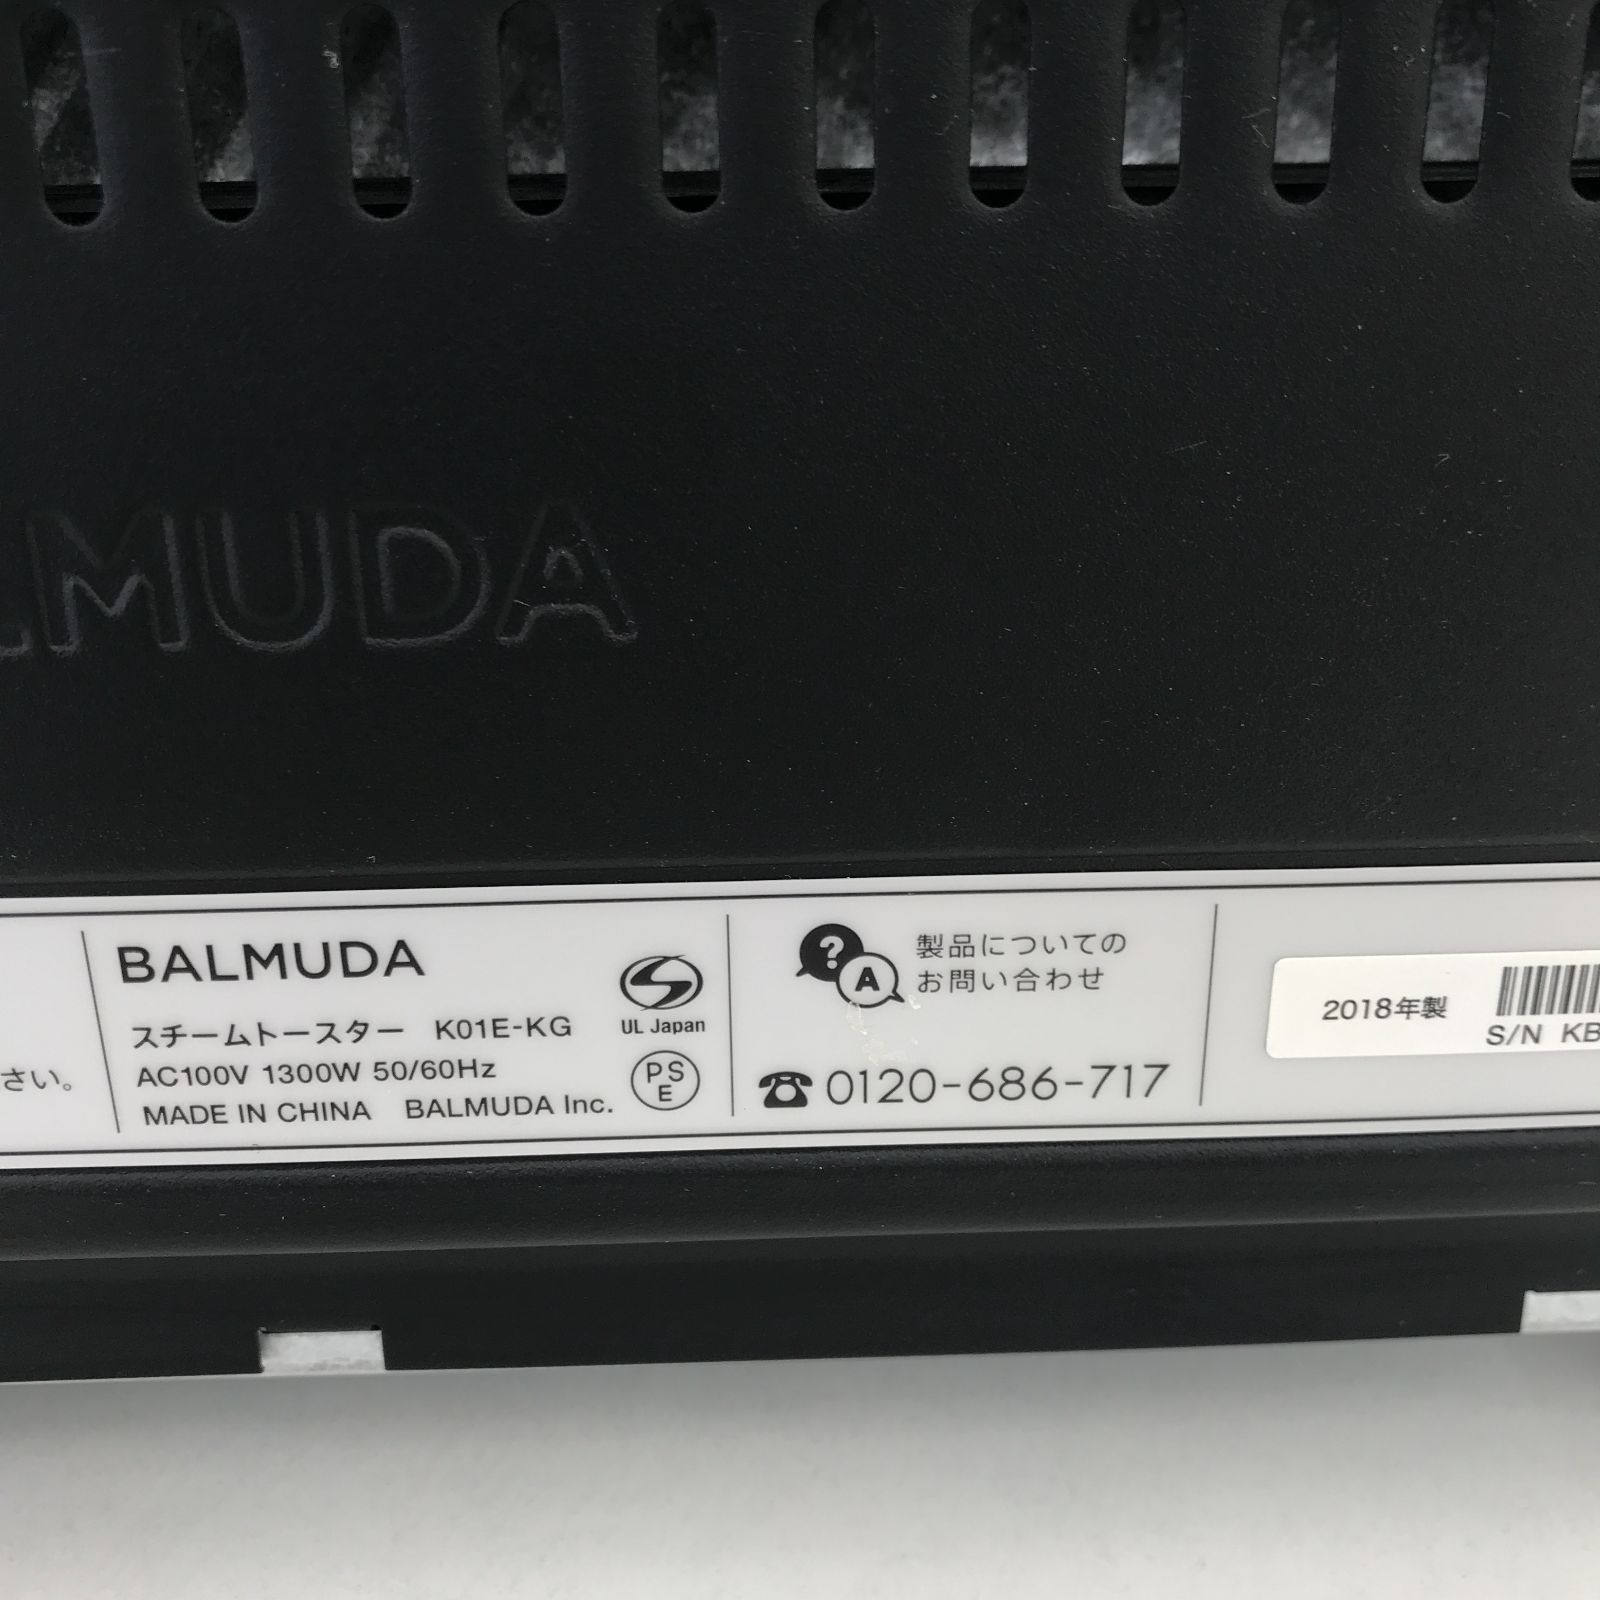 BALMUDA
さい。
BALMUDA
スチームトースター K01E-KG
AC100V 1300W 50/60Hz
MADE IN CHINA BALMUDA Inc.
S
UL Japan
PS
E
?
A
製品についての
お問い合わせ
0120-686-717
2018年製
S/N KB